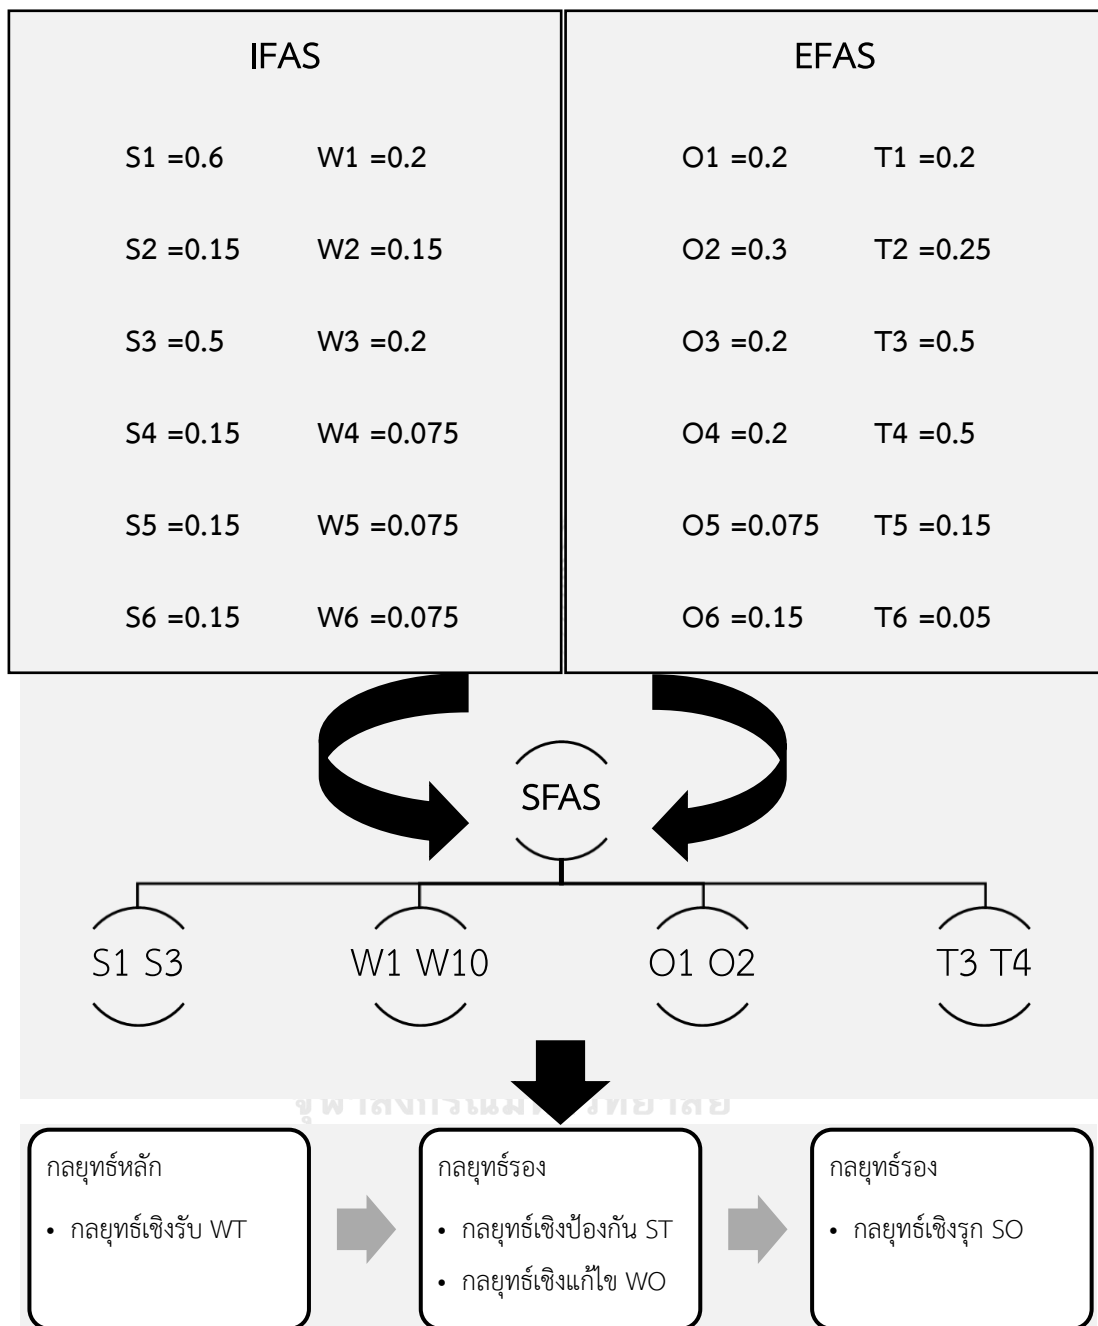 IFAS
EFAS
S1 =0.6 W1 =0.2
O1 =0.2 T1 =0.2
S2 =0.15 W2 =0.15
O2 =0.3 T2 =0.25
S3 =0.5 W3 =0.2
O3 =0.2 T3 =0.5
S4 =0.15 W4 =0.075
O4 =0.2 T4 =0.5
S5 =0.15 W5 =0.075
O5 =0.075 T5 =0.15
S6 =0.15 W6 =0.075
O6 =0.15 T6 =0.05
SFAS
S1 S3
W1 W10
O1 O2
T3 T4
กลยุทธ์หลัก
• กลยุทธ์เชิงรับ WT
กลยุทธ์รอง
• กลยุทธ์เชิงป้องกัน ST
• กลยุทธ์เชิงแก้ไข WO
กลยุทธ์รอง
• กลยุทธ์เชิงรุก SO